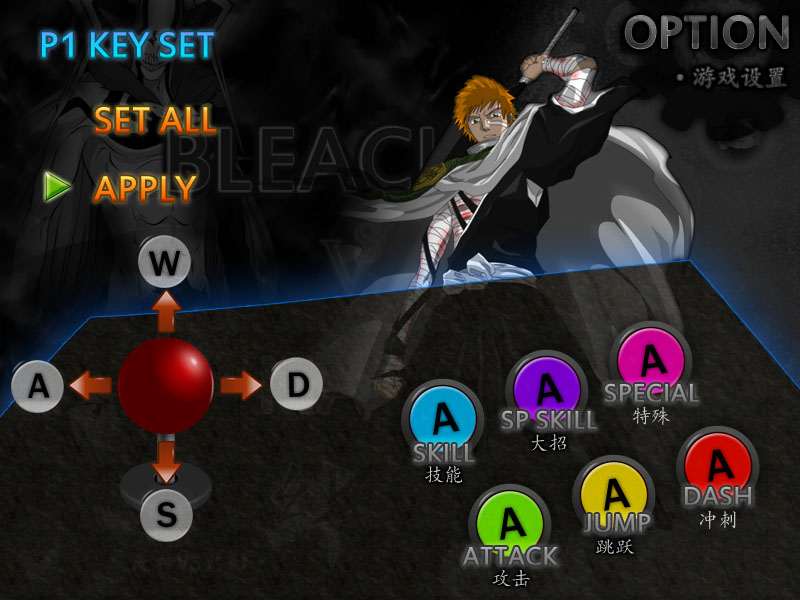 P1 KEY SET
OPTION
·游戏设置
SET ALL
BLEACH
APPLY
W
A
D
S
A
SPECIAL
特殊
A
SP SKILL
大招
A
SKILL
技能
A
DASH
冲刺
A
JUMP
跳跃
A
ATTACK
攻击